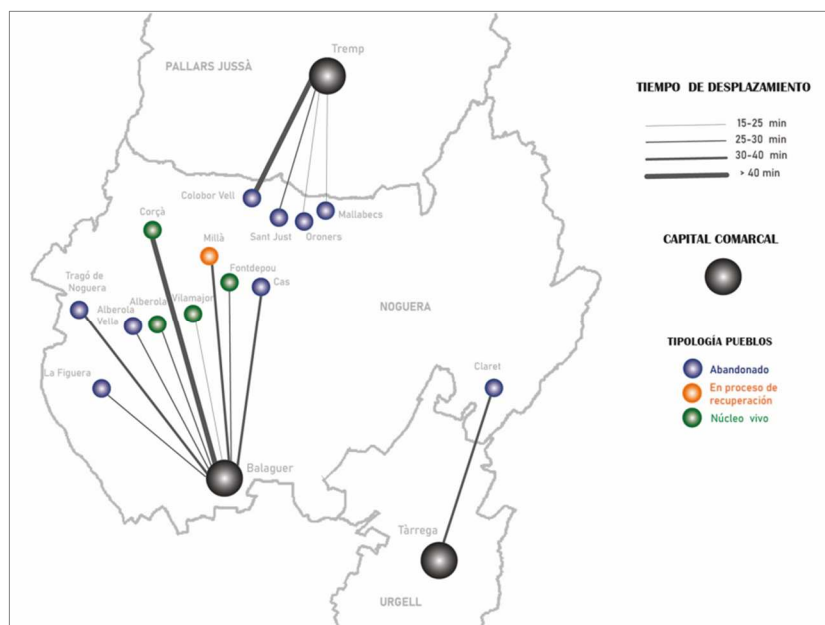 Tremp
PALLARS JUSSÀ
TIEMPO DE DESPLAZAMIENTO
15-25 min
25-30 min
30-40 min
> 40 min
Colobor Vell
Corçà
Sant Just
Oroners
Mallabecs
Millà
CAPITAL COMARCAL
Fontdepou
Cas
Tragó de
Noguera
Alberola
Vella
Alberola
Vilamajor
NOGUERA
TIPOLOGÍA PUEBLOS
La Figuera
Claret
Abandonado
En proceso de
recuperación
Núcleo vivo
Balaguer
Tàrrega
URGELL